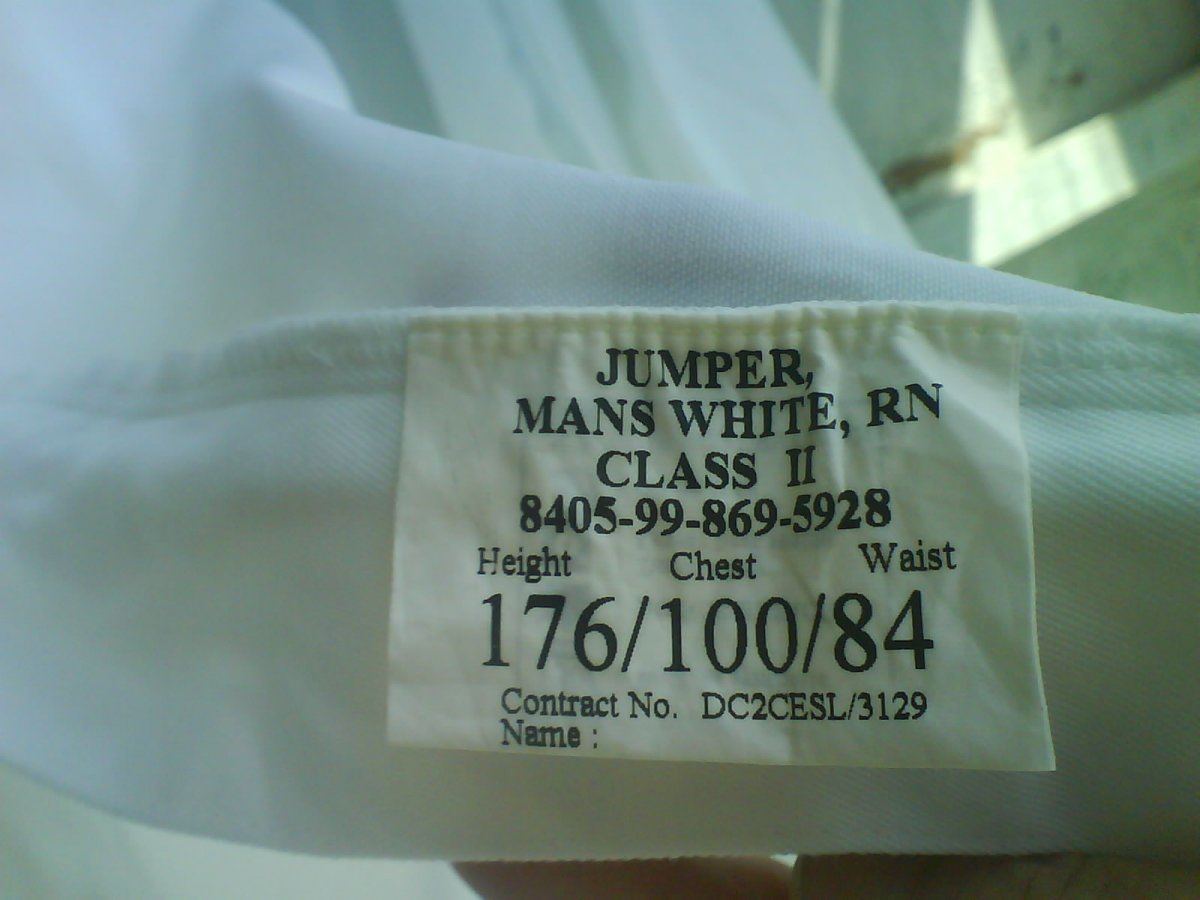 JUMPER,
MANS WHITE, RN
CLASS II
8405-99-869-5928
Height Chest Waist
176/100/84
Contract No. DC2CESL/3129
Name :